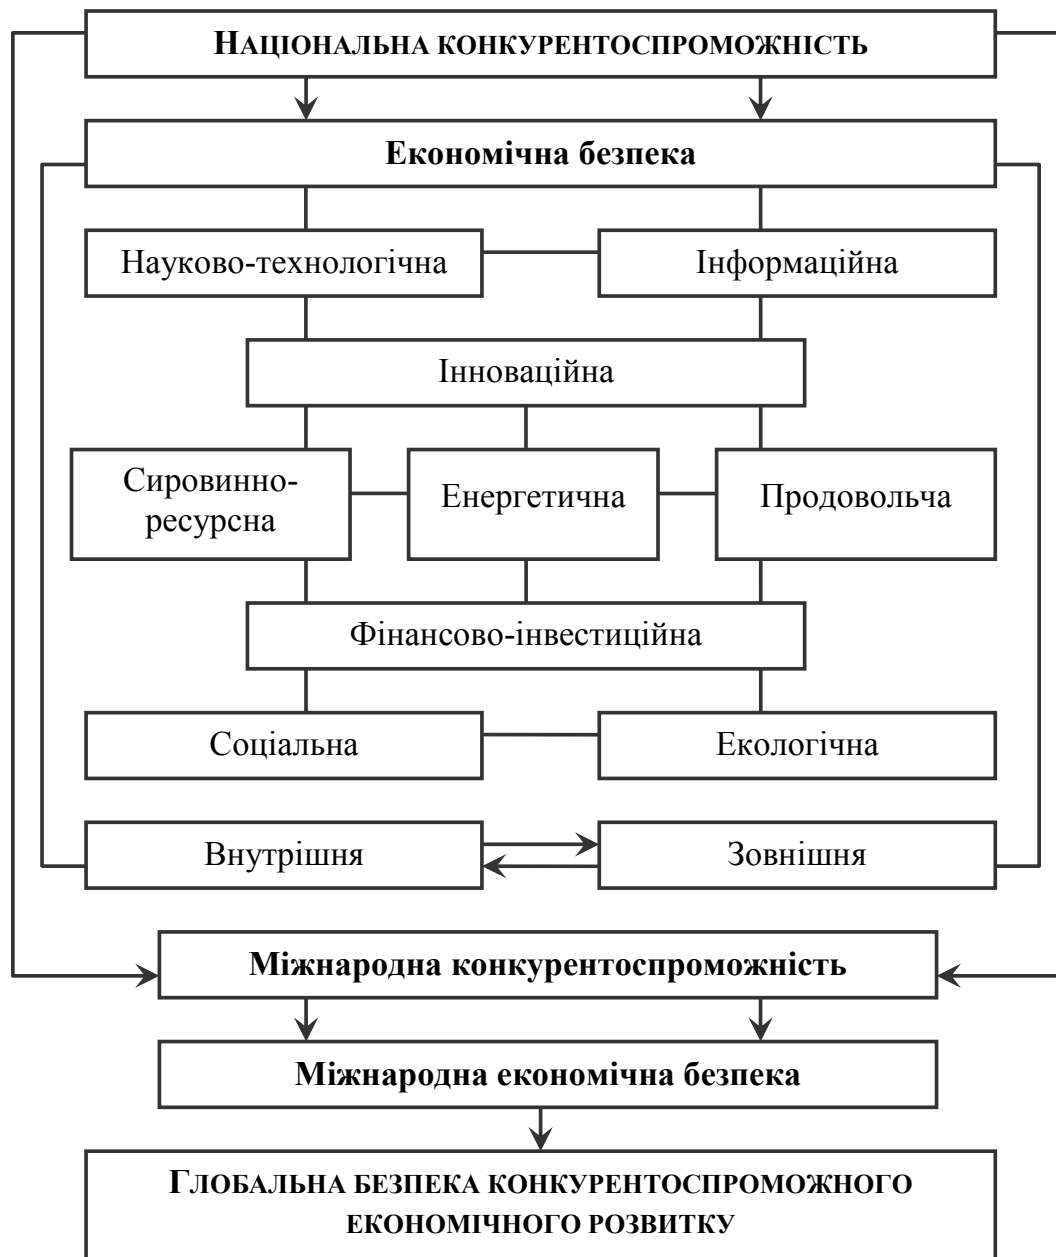 НАЦІОНАЛЬНА КОНКУРЕНТОСПРОМОЖНІСТЬ
Економічна безпека
Науково-технологічна
Інформаційна
Інноваційна
Сировинно-
ресурсна
Енергетична
Продовольча
Фінансово-інвестиційна
Соціальна
Екологічна
Внутрішня
Зовнішня
Міжнародна конкурентоспроможність
Міжнародна економічна безпека
ГЛОБАЛЬНА БЕЗПЕКА КОНКУРЕНТОСПРОМОЖНОГО
ЕКОНОМІЧНОГО РОЗВИТКУ